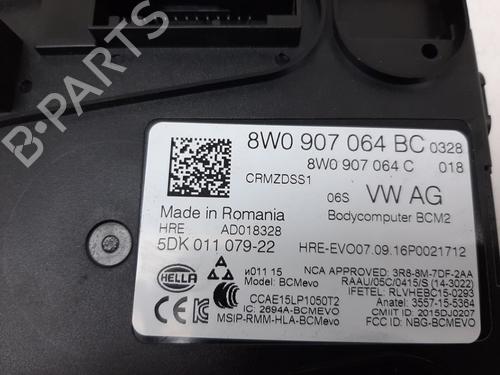 B-PARTS
8W0 907 064 BC 0328
8W0 907 064 C 018
CRMZDSS1
06S VW AG
Made in Romania Bodycomputer BCM2
HRE AD018328
5DK 011 079-22 HRE-EVO07.09.16P0021712
HELLA
и011 15 NCA APPROVED: 3R8-8M-7DF-2AA
Model: BCMevo RAAU/05C/0415/S (14-3022)
IFETEL: RLVHEBC15-0293
CCAE15LP1050T2 Anatel: 3557-15-5364
IC: 2694A-BCMEVO CMIIT ID: 2015DJ0207
MSIP-RMM-HLA-BCMevo FCC ID: NBG-BCMEVO